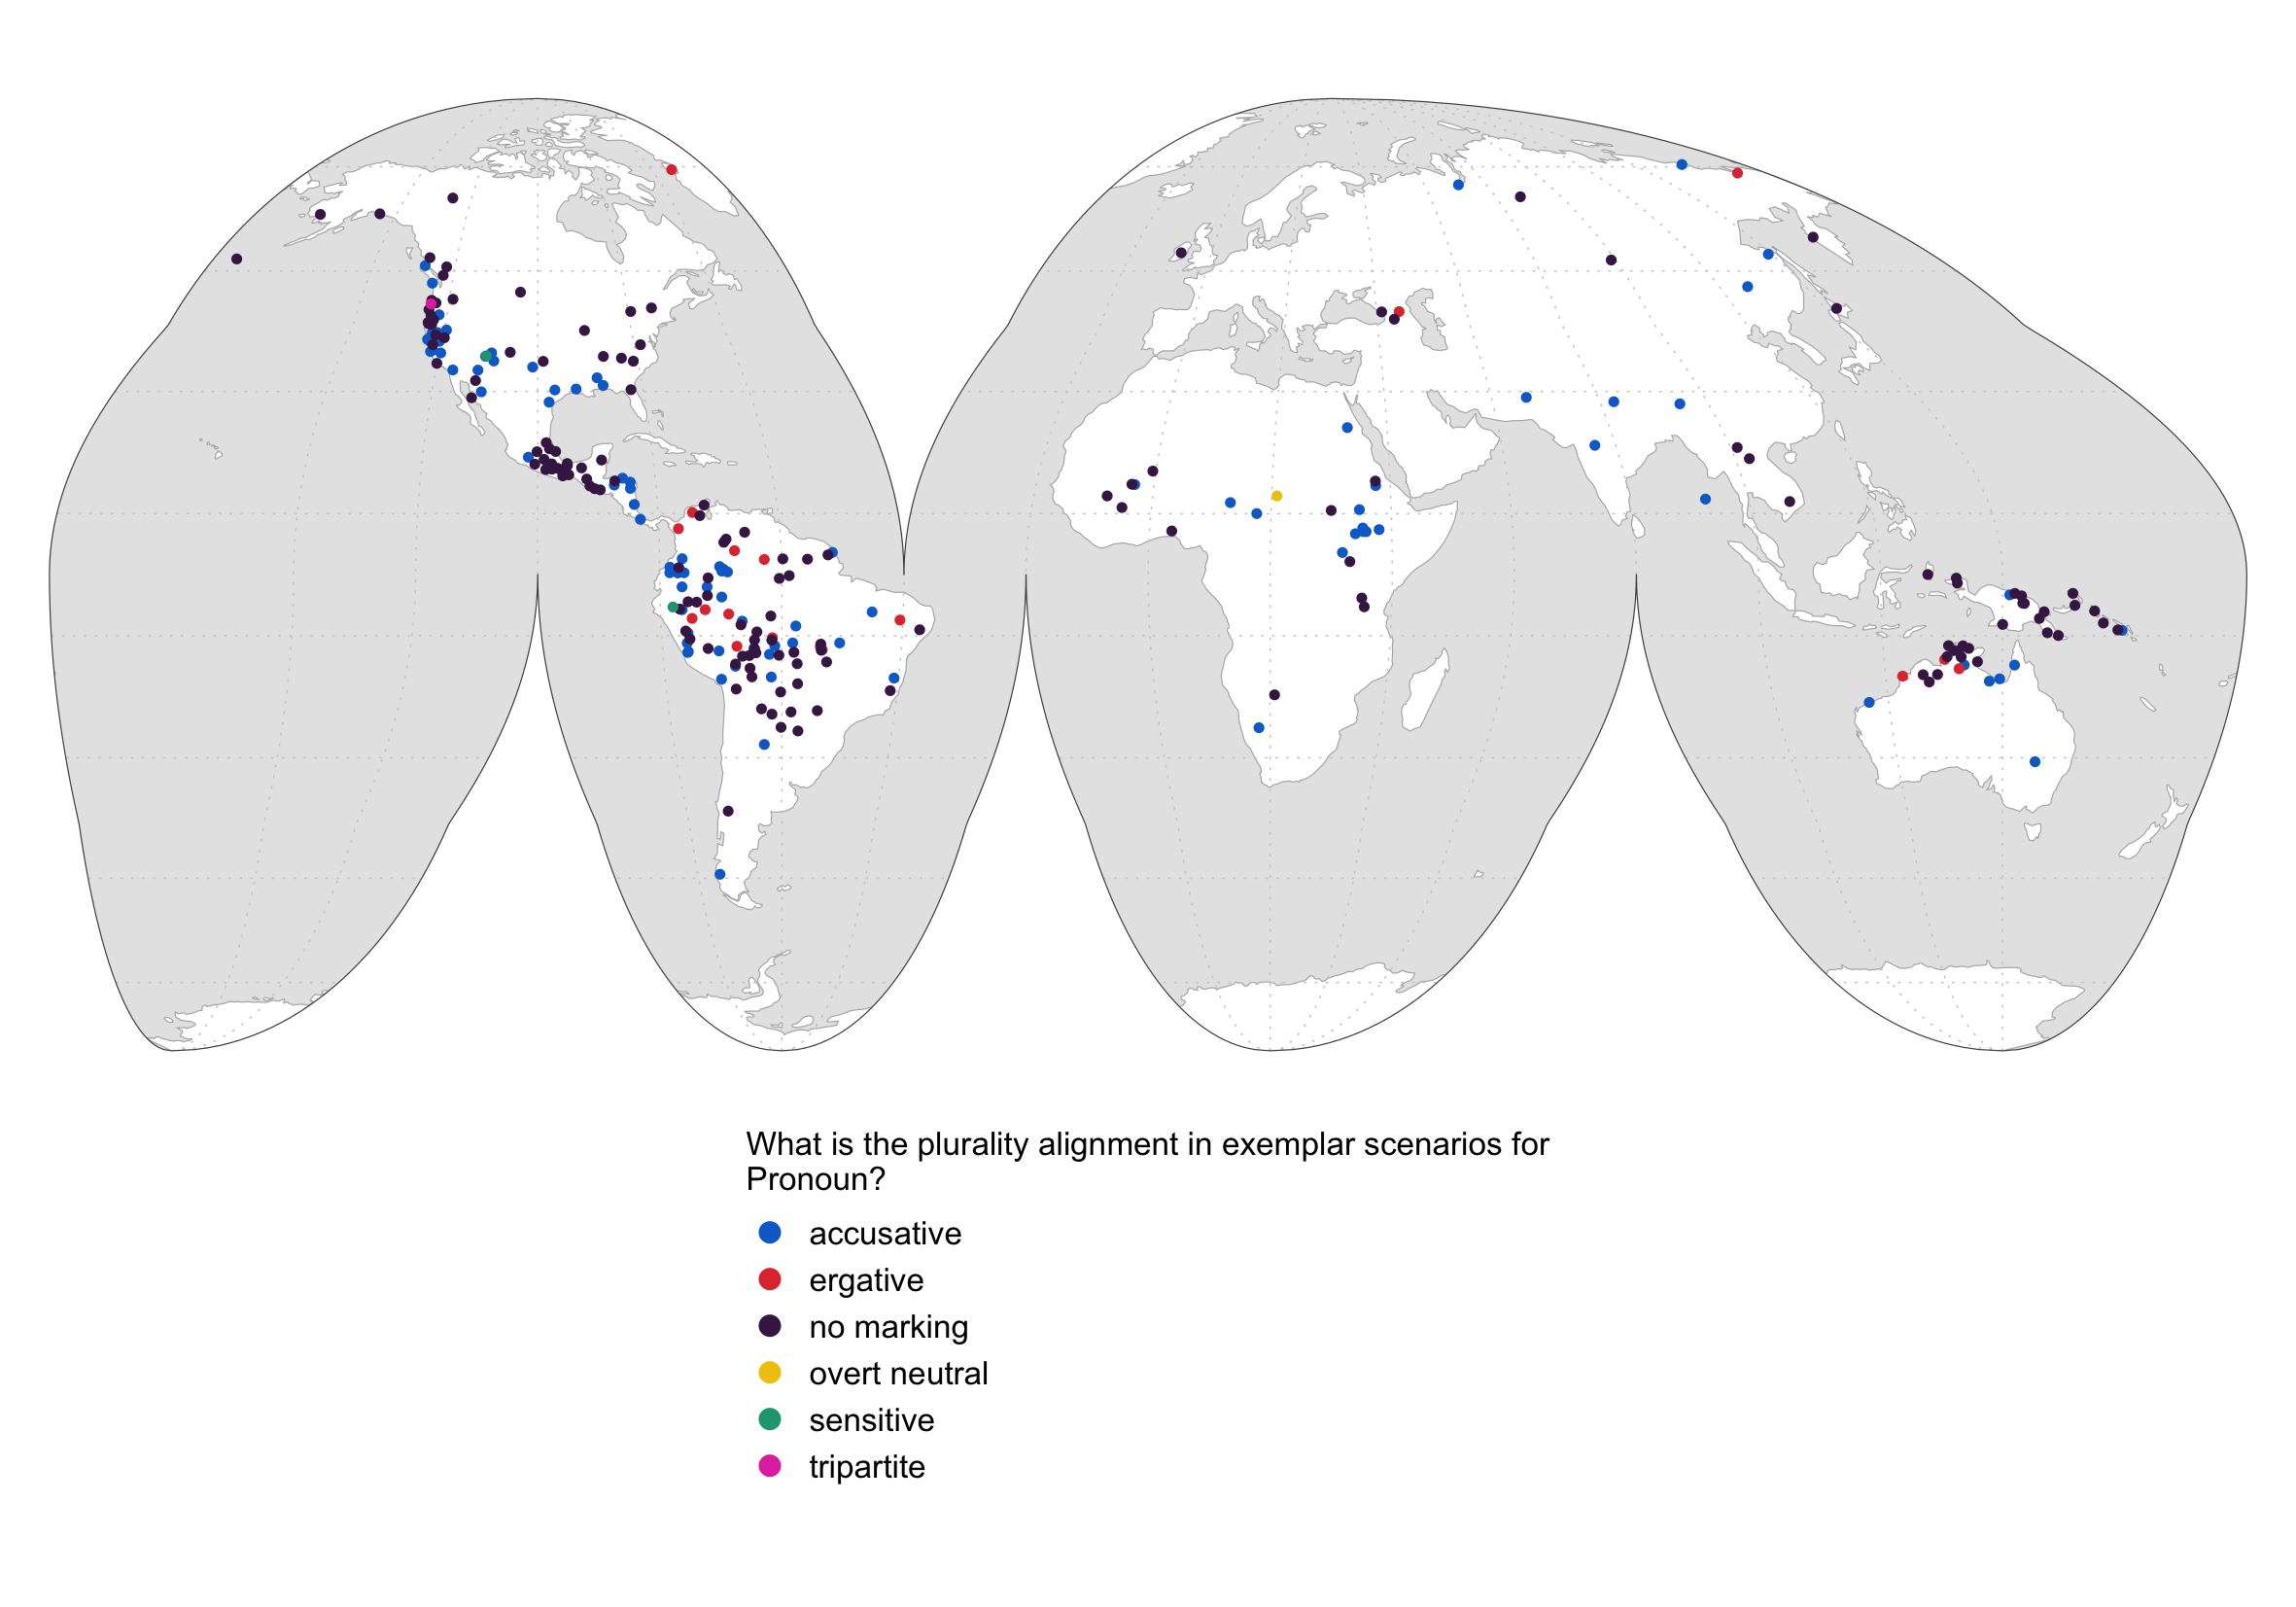 What is the plurality alignment in exemplar scenarios for
Pronoun?
accusative
ergative
no marking
overt neutral
sensitive
tripartite